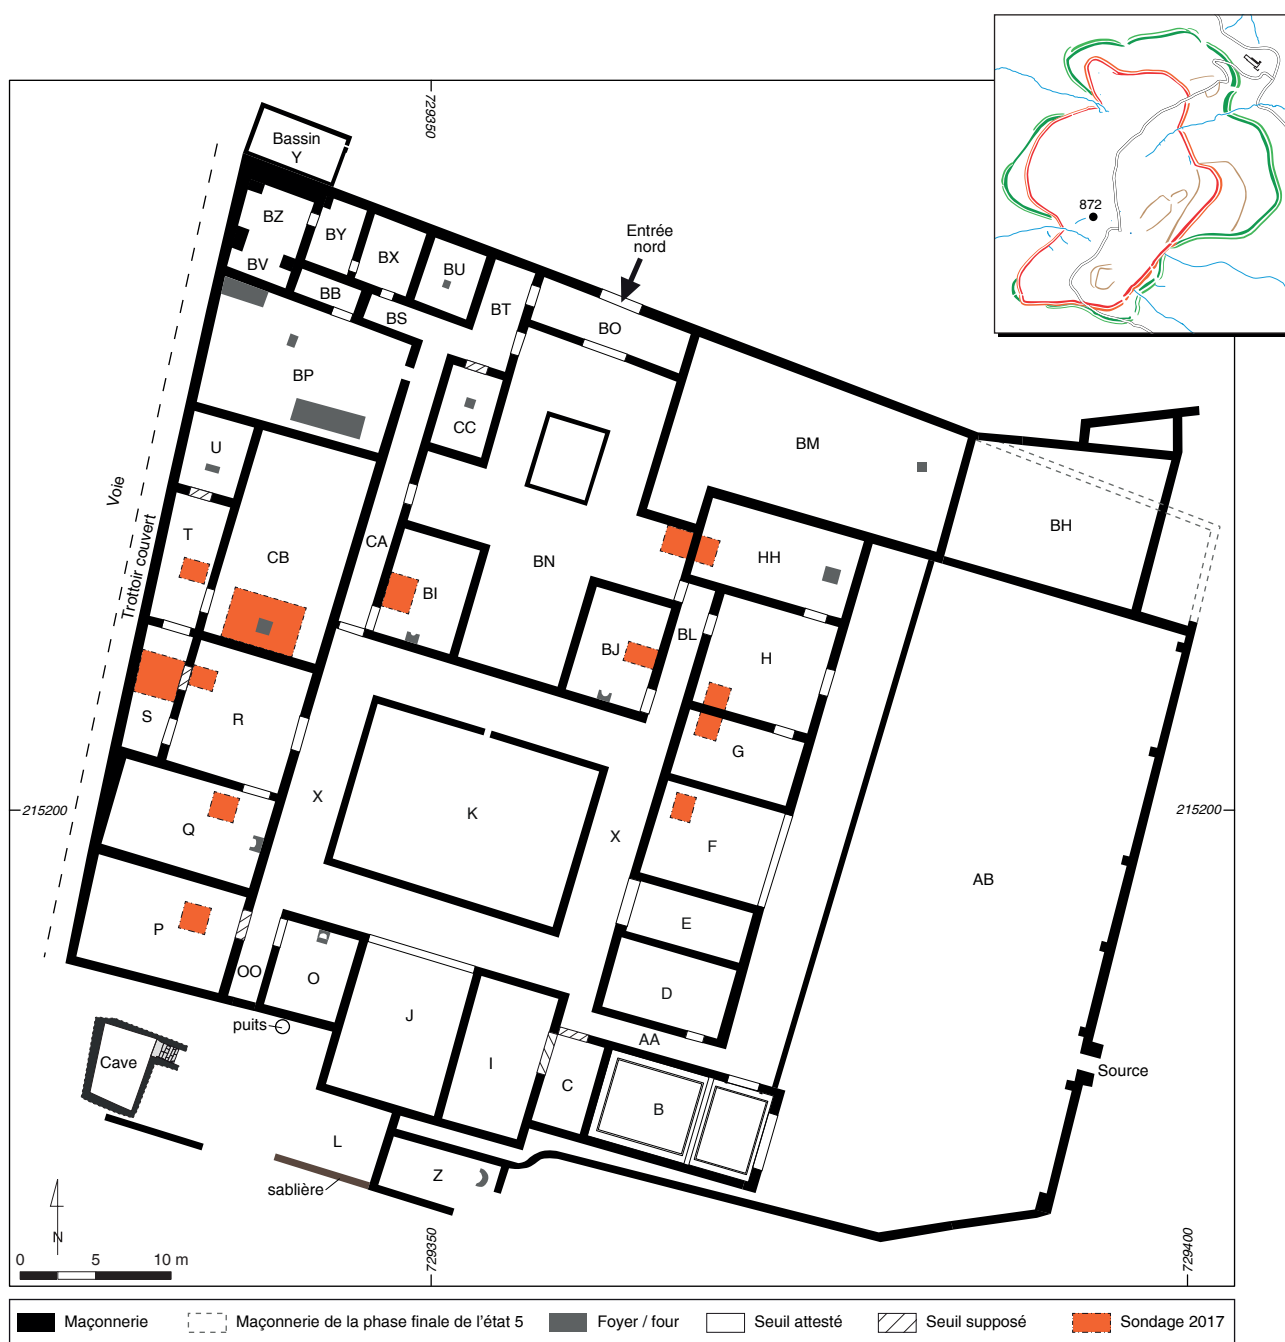 872
729350
Bassin
Y
BZ
BY
BX
BU
BV
BB
BS
BT
Entrée
nord
BO
BP
CC
BM
U
Voie
Trottoir couvert
T
CB
CA
BI
BN
HH
BH
BJ
BL
H
S
R
G
215200
X
K
X
215200
Q
F
AB
P
E
OO
O
D
J
puits
AA
Cave
I
C
B
Source
L
Z
sablière
N
729350
729400
0 5 10 m
Maçonnerie
Maçonnerie de la phase finale de l'état 5
Foyer / four
Seuil attesté
Seuil supposé
Sondage 2017